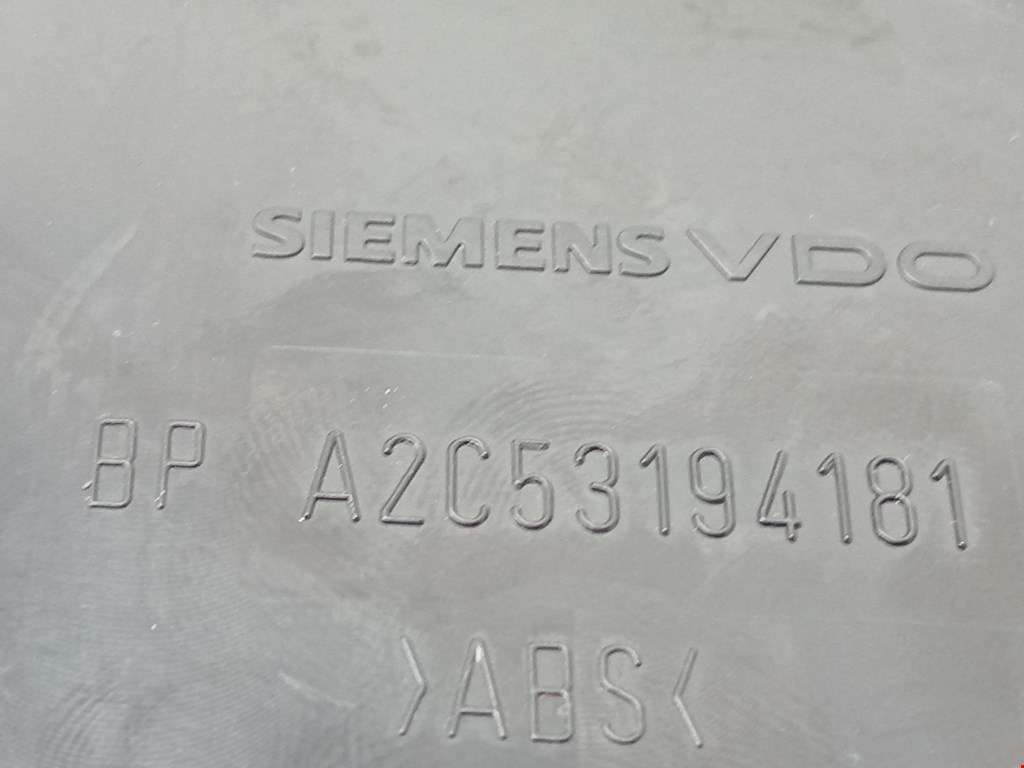 SIEMENS VDO
BP A2C53194181
>ABS<